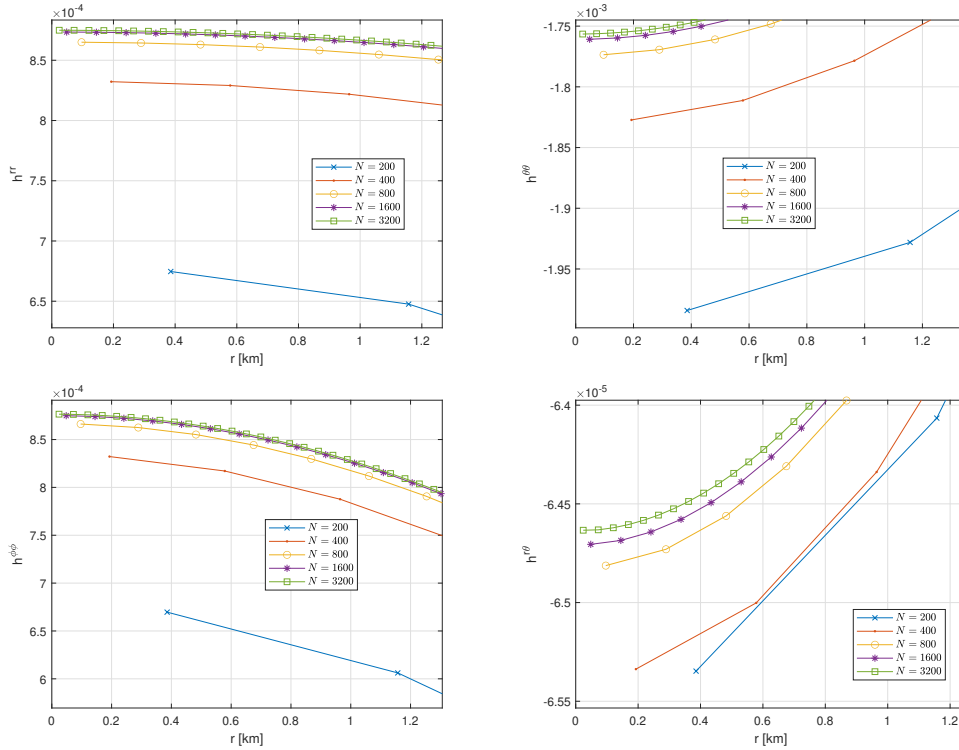 ×10⁻⁴
8.5
8
7.5
7
6.5
hʳʳ
N = 200
N = 400
N = 800
N = 1600
N = 3200
0 0.2 0.4 0.6 0.8 1 1.2
r [km]
×10⁻³
-1.75
-1.8
-1.85
-1.9
-1.95
h^θθ
N = 200
N = 400
N = 800
N = 1600
N = 3200
0 0.2 0.4 0.6 0.8 1 1.2
r [km]
×10⁻⁴
8.5
8
7.5
7
6.5
6
h^ϕϕ
N = 200
N = 400
N = 800
N = 1600
N = 3200
0 0.2 0.4 0.6 0.8 1 1.2
r [km]
×10⁻⁵
-6.4
-6.45
-6.5
-6.55
h^rθ
N = 200
N = 400
N = 800
N = 1600
N = 3200
0 0.2 0.4 0.6 0.8 1 1.2
r [km]